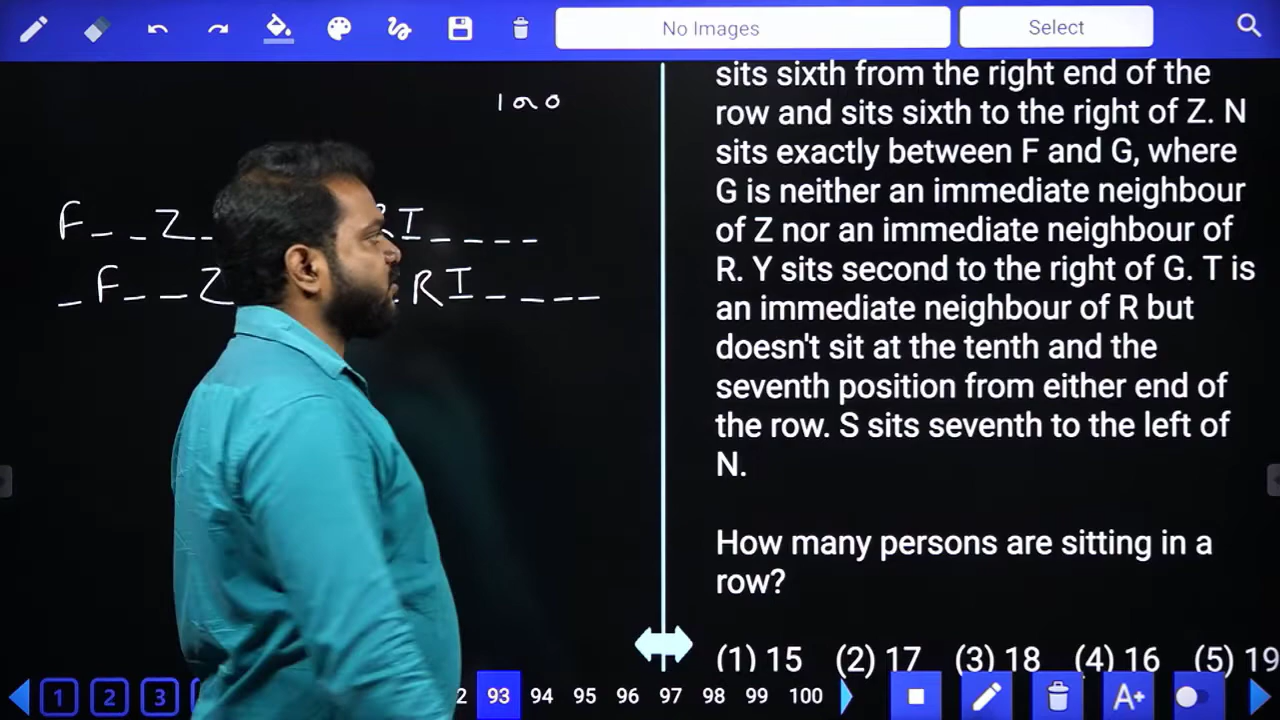 No Images
Select
100
F _ _ Z _
R I _ _ _ _
_ F _ _ Z
R I _ _ _ _
sits sixth from the right end of the
row and sits sixth to the right of Z. N
sits exactly between F and G, where
G is neither an immediate neighbour
of Z nor an immediate neighbour of
R. Y sits second to the right of G. T is
an immediate neighbour of R but
doesn't sit at the tenth and the
seventh position from either end of
the row. S sits seventh to the left of
N.
How many persons are sitting in a
row?
(1) 15 (2) 17 (3) 18 (4) 16 (5) 19
1 2 3
2 93 94 95 96 97 98 99 100
A+